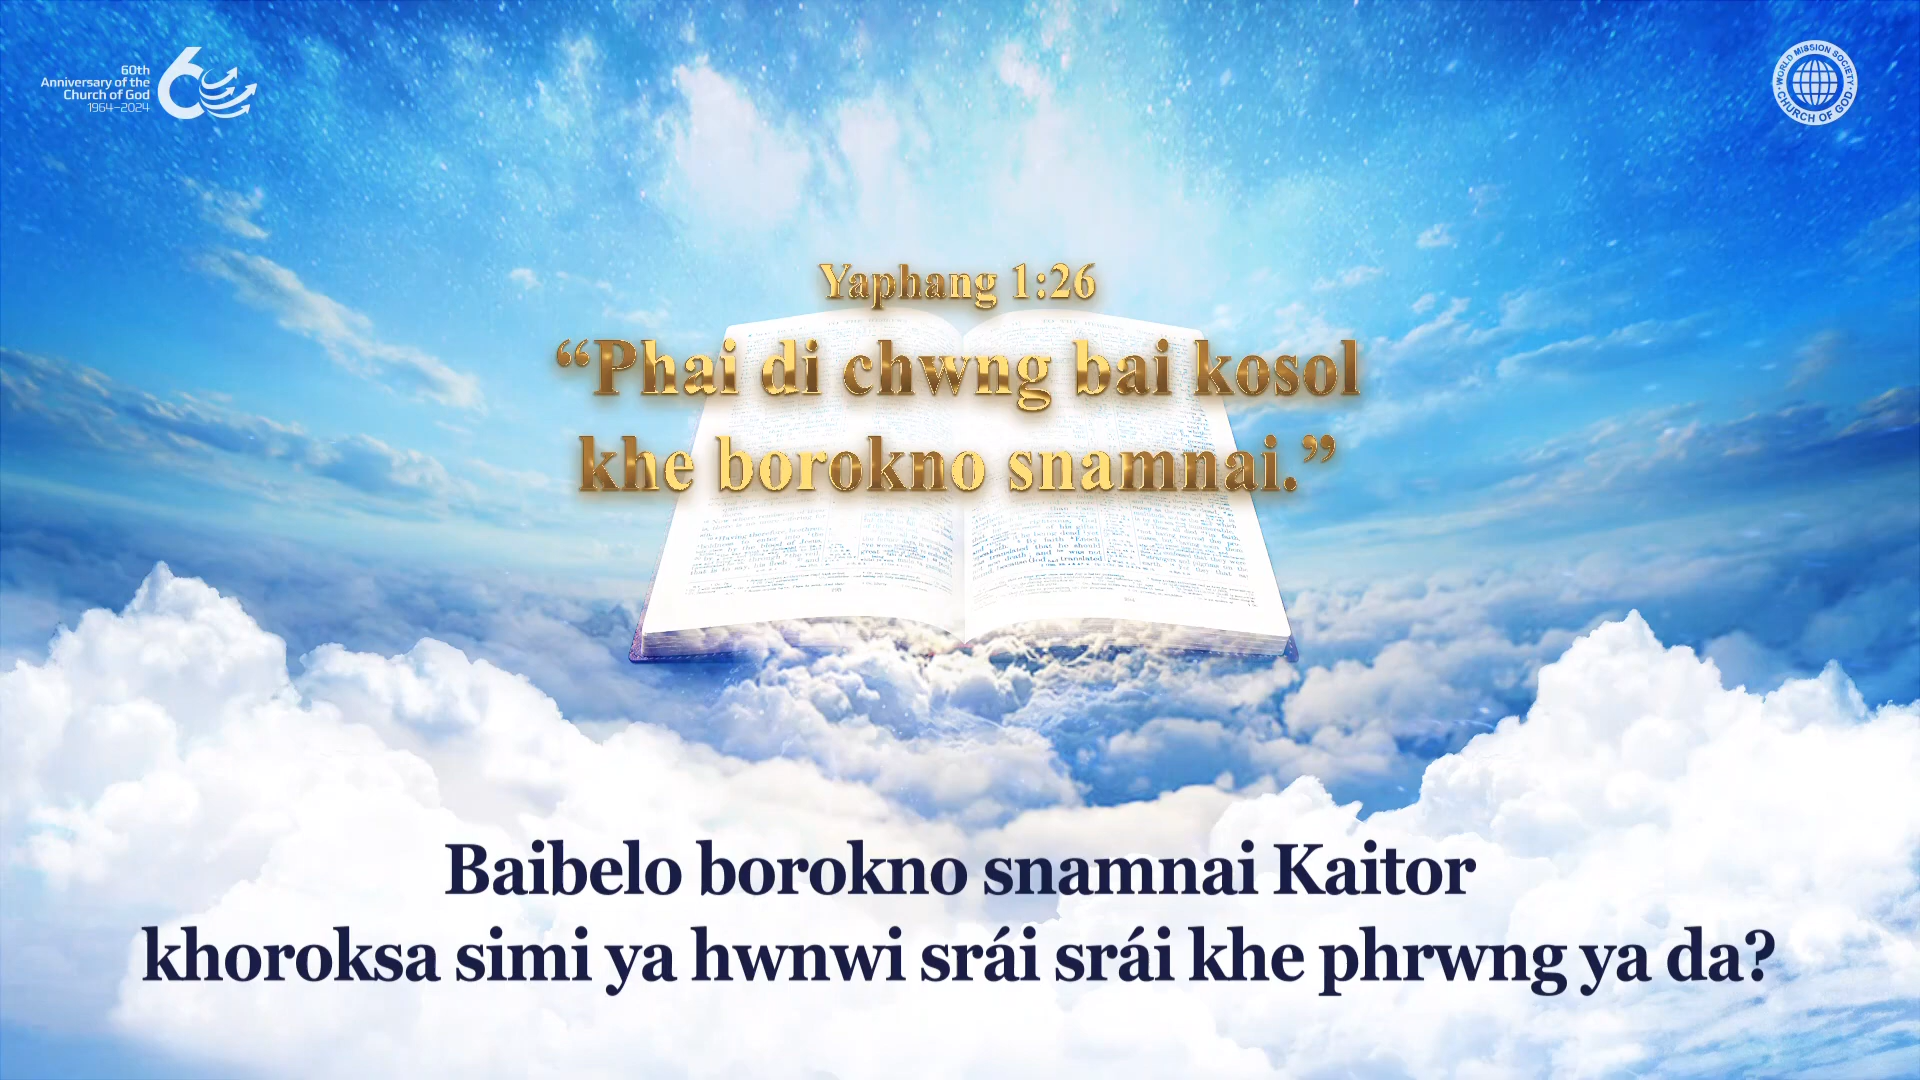 60th
Anniversary of the
Church of God
1964–2024
WORLD MISSION SOCIETY
CHURCH OF GOD
Yaphang 1:26
“Phai di chwng bai kosol
khe borokno snamnai.”
Baibelo borokno snamnai Kaitor
khoroksa simi ya hwnwi srái srái khe phrwng ya da?